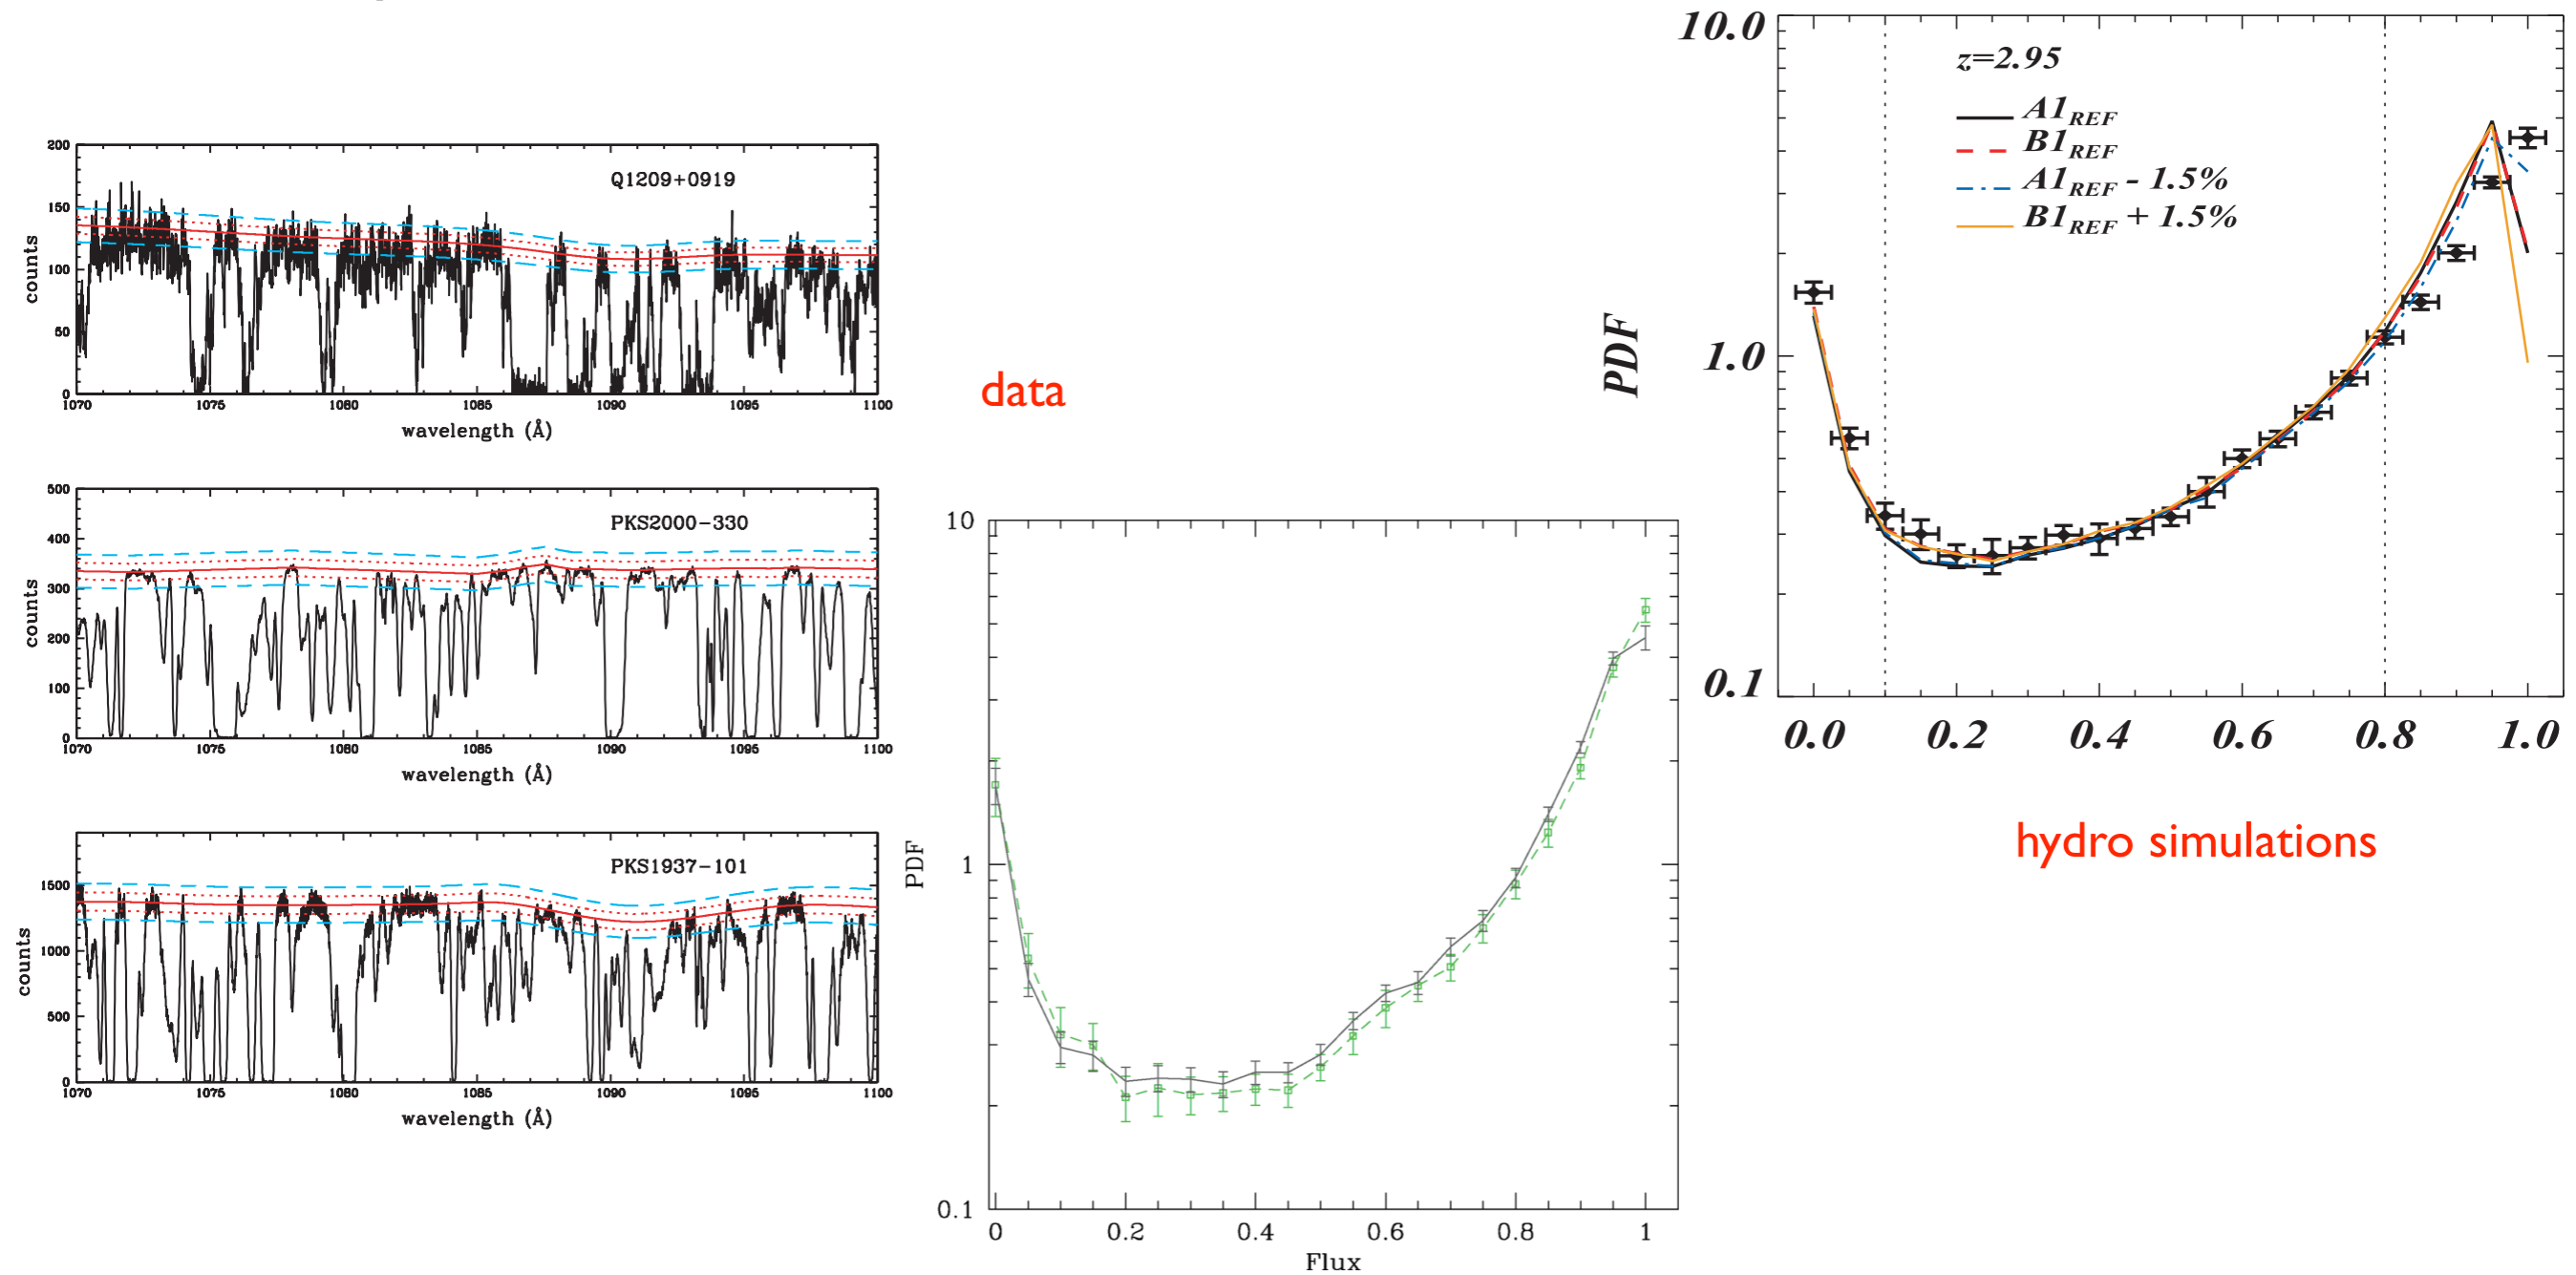 200
150
100
50
0
counts
Q1209+0919
1070 1075 1080 1085 1090 1095 1100
wavelength (Å)
500
400
300
200
100
0
counts
PKS2000-330
1070 1075 1080 1085 1090 1095 1100
wavelength (Å)
1500
1000
500
0
counts
PKS1937-101
1070 1075 1080 1085 1090 1095 1100
wavelength (Å)
data
10
1
0.1
PDF
0 0.2 0.4 0.6 0.8 1
Flux
10.0
1.0
0.1
PDF
z=2.95
A1REF
B1REF
A1REF - 1.5%
B1REF + 1.5%
0.0 0.2 0.4 0.6 0.8 1.0
hydro simulations